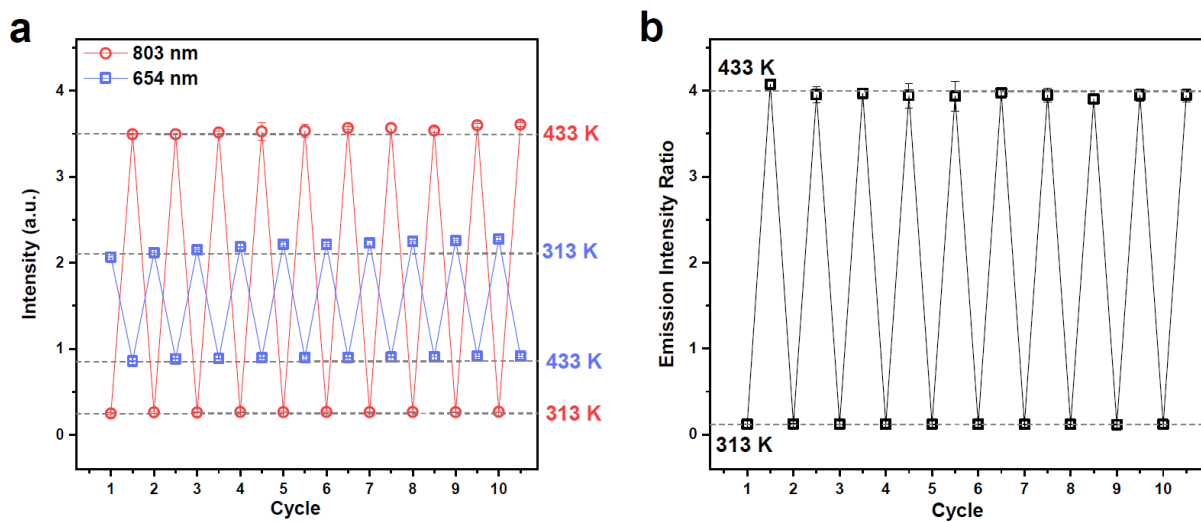 a
803 nm
654 nm
Intensity (a.u.)
4
3
2
1
0
433 K
313 K
433 K
313 K
1 2 3 4 5 6 7 8 9 10
Cycle
b
433 K
Emission Intensity Ratio
4
3
2
1
0
313 K
1 2 3 4 5 6 7 8 9 10
Cycle